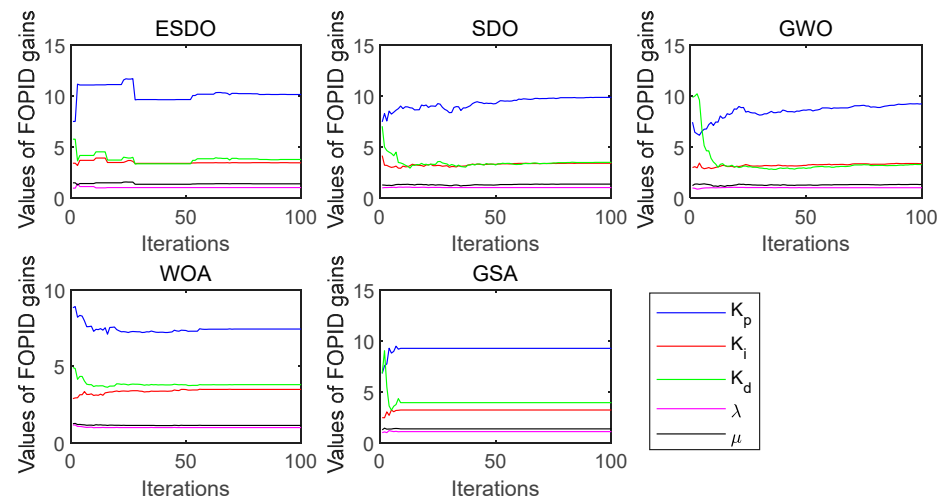 ESDO
SDO
GWO
Values of FOPID gains
15
10
5
0
0
50
100
Iterations
Values of FOPID gains
15
10
5
0
0
50
100
Iterations
Values of FOPID gains
15
10
5
0
0
50
100
Iterations
WOA
GSA
Values of FOPID gains
10
5
0
0
50
100
Iterations
Values of FOPID gains
15
10
5
0
0
50
100
Iterations
Kp
Ki
Kd
λ
μ